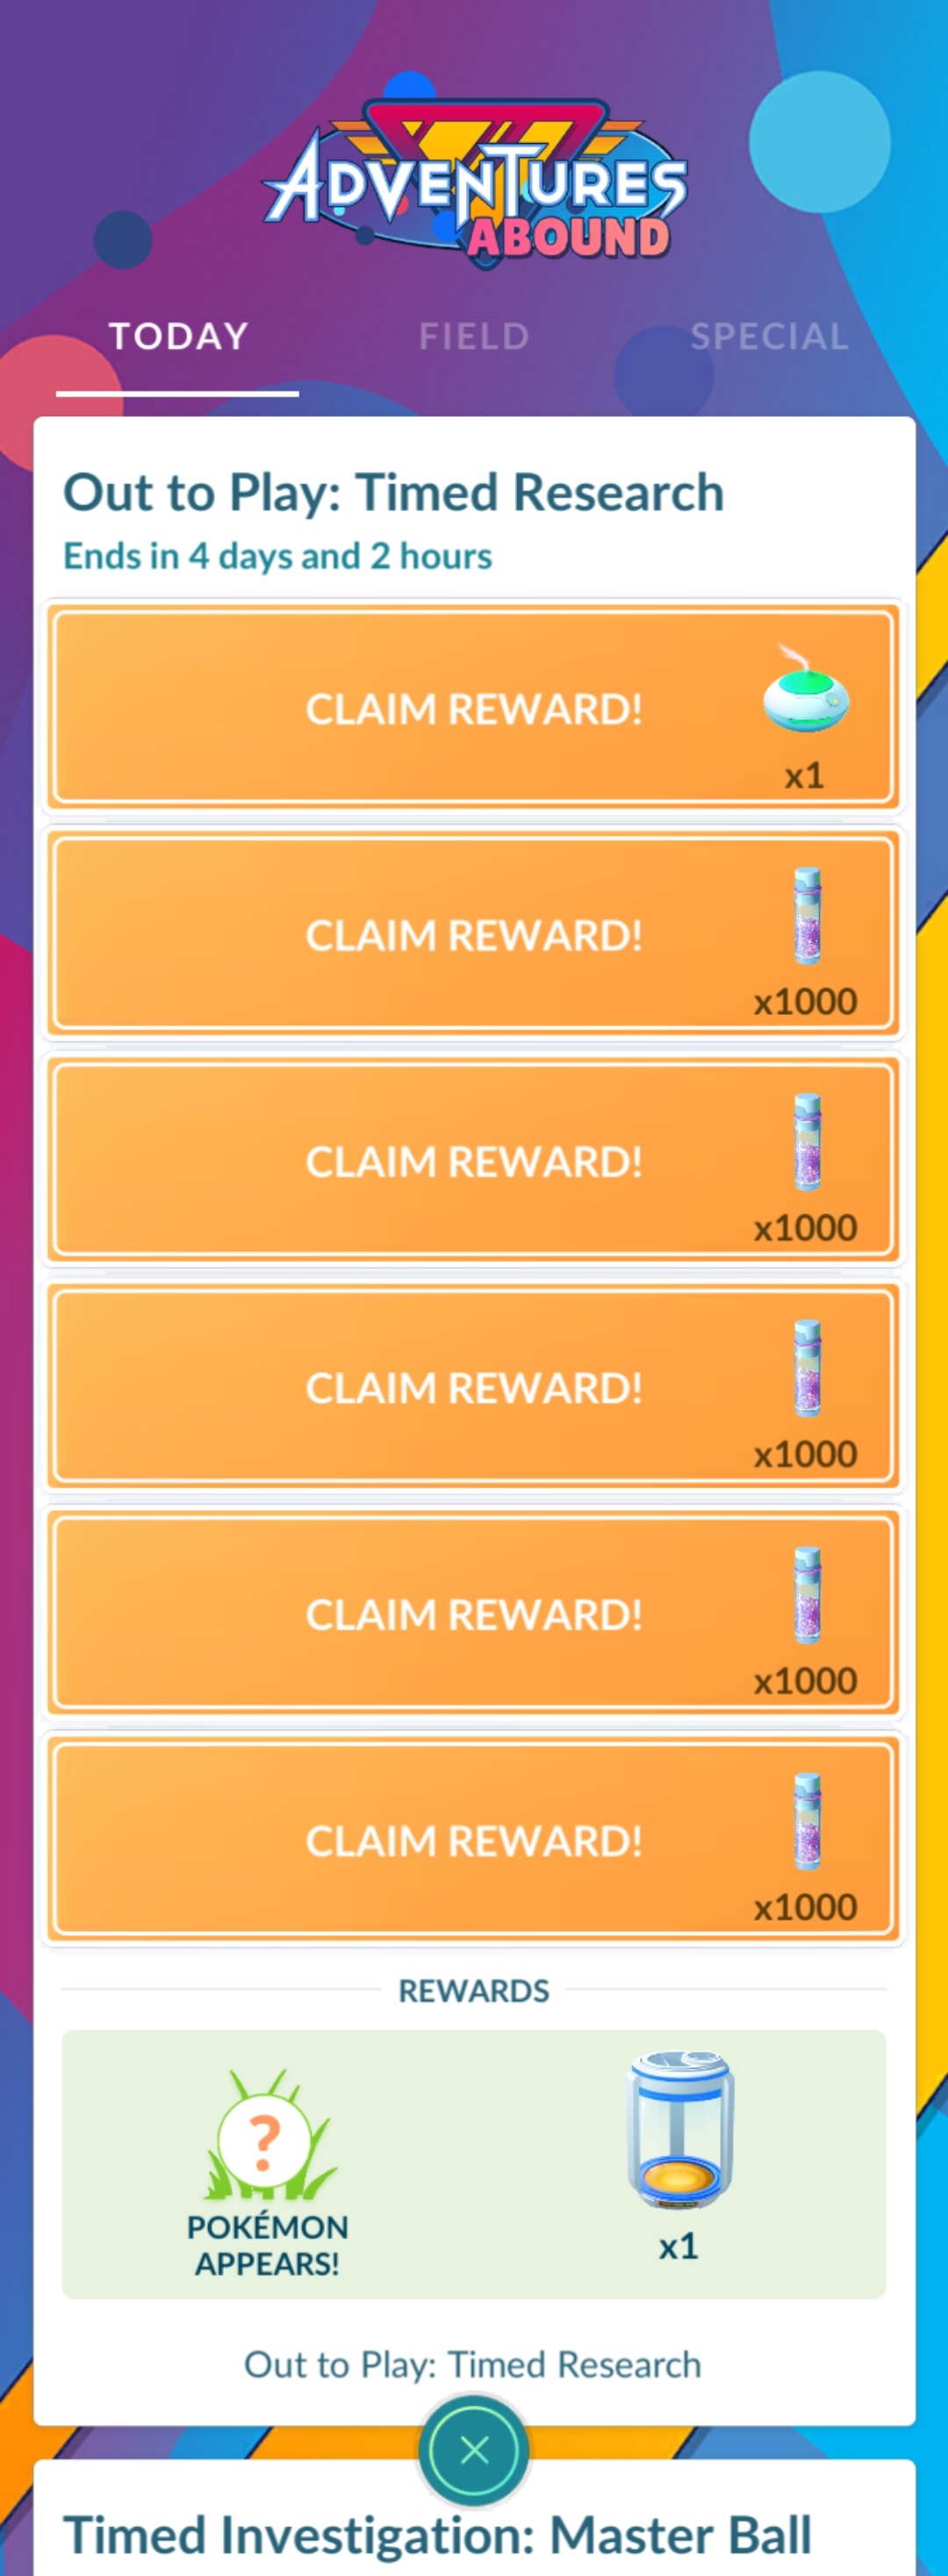 ADVENTURES
ABOUND
TODAY FIELD SPECIAL
Out to Play: Timed Research
Ends in 4 days and 2 hours
CLAIM REWARD!
x1
CLAIM REWARD!
x1000
CLAIM REWARD!
x1000
CLAIM REWARD!
x1000
CLAIM REWARD!
x1000
CLAIM REWARD!
x1000
REWARDS
?
POKÉMON
APPEARS!
x1
Out to Play: Timed Research
Timed Investigation: Master Ball